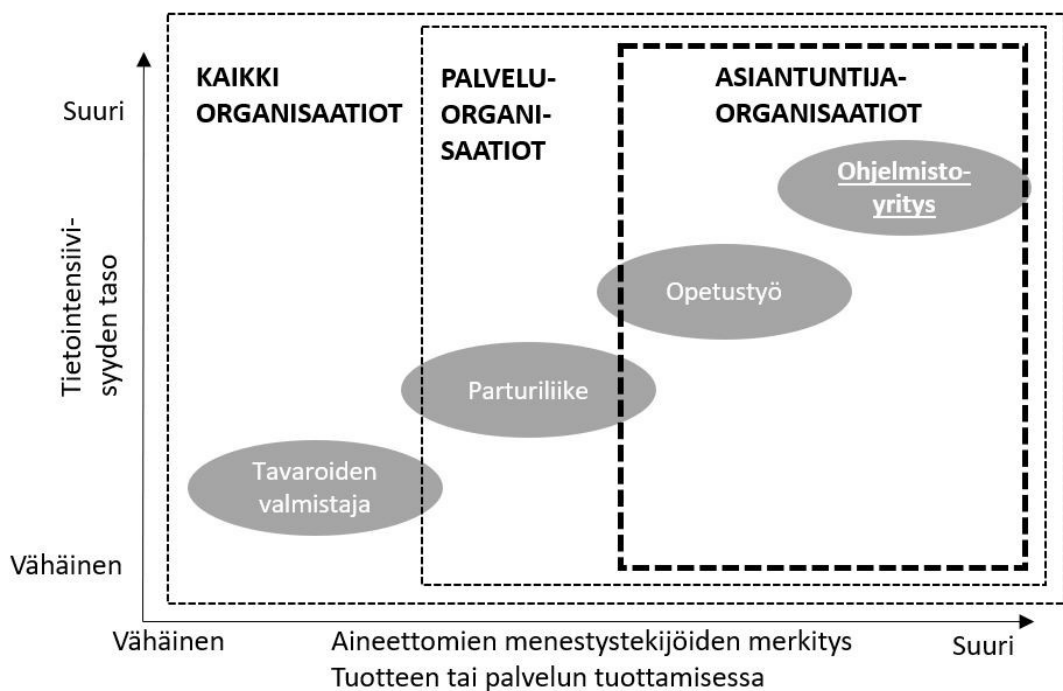 KAIKKI
ORGANISAATIOT
PALVELU-
ORGANI-
SAATIOT
ASIANTUNTIJA-
ORGANISAATIOT
Suuri
Ohjelmisto-
yritys
Tietointensiivi-
syyden taso
Opetustyö
Parturiliike
Tavaroiden
valmistaja
Vähäinen
Vähäinen
Aineettomien menestystekijöiden merkitys
Tuotteen tai palvelun tuottamisessa
Suuri